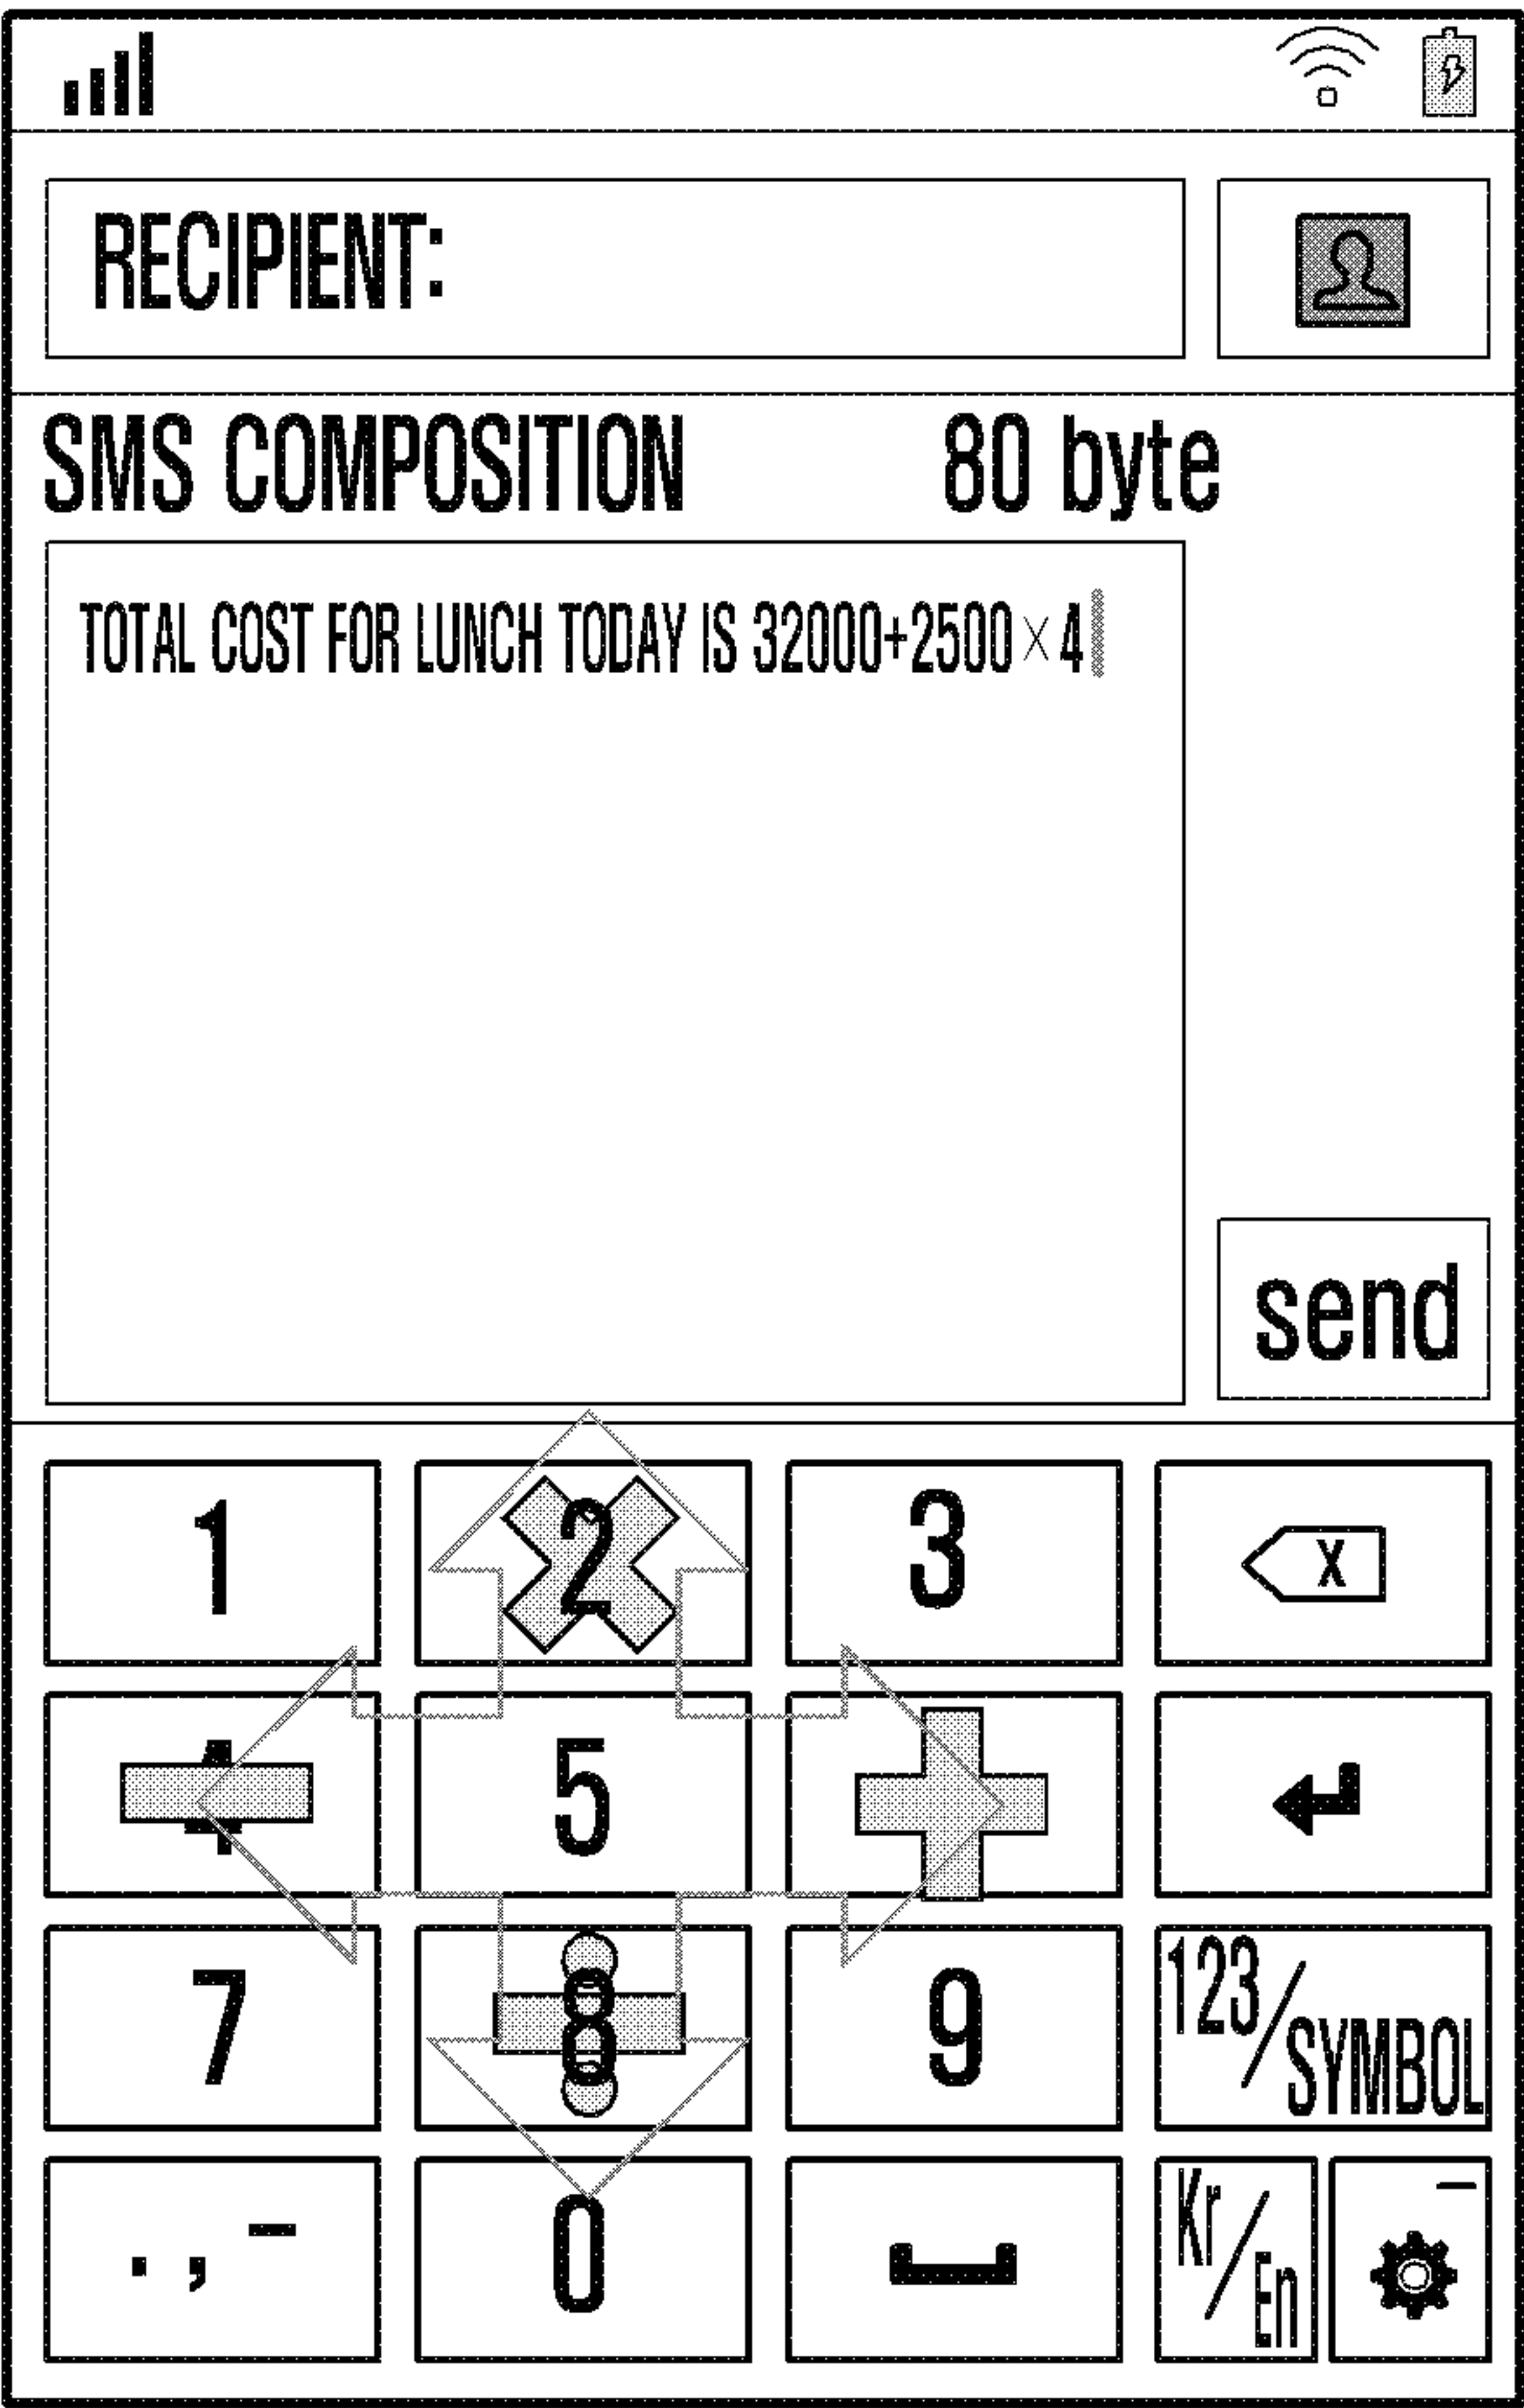 RECIPIENT:
SMS COMPOSITION 80 byte
TOTAL COST FOR LUNCH TODAY IS 32000+2500×4
send
1 2 3 X
4 5
7 8 9 123/SYMBOL
. , - 0 Kr/En